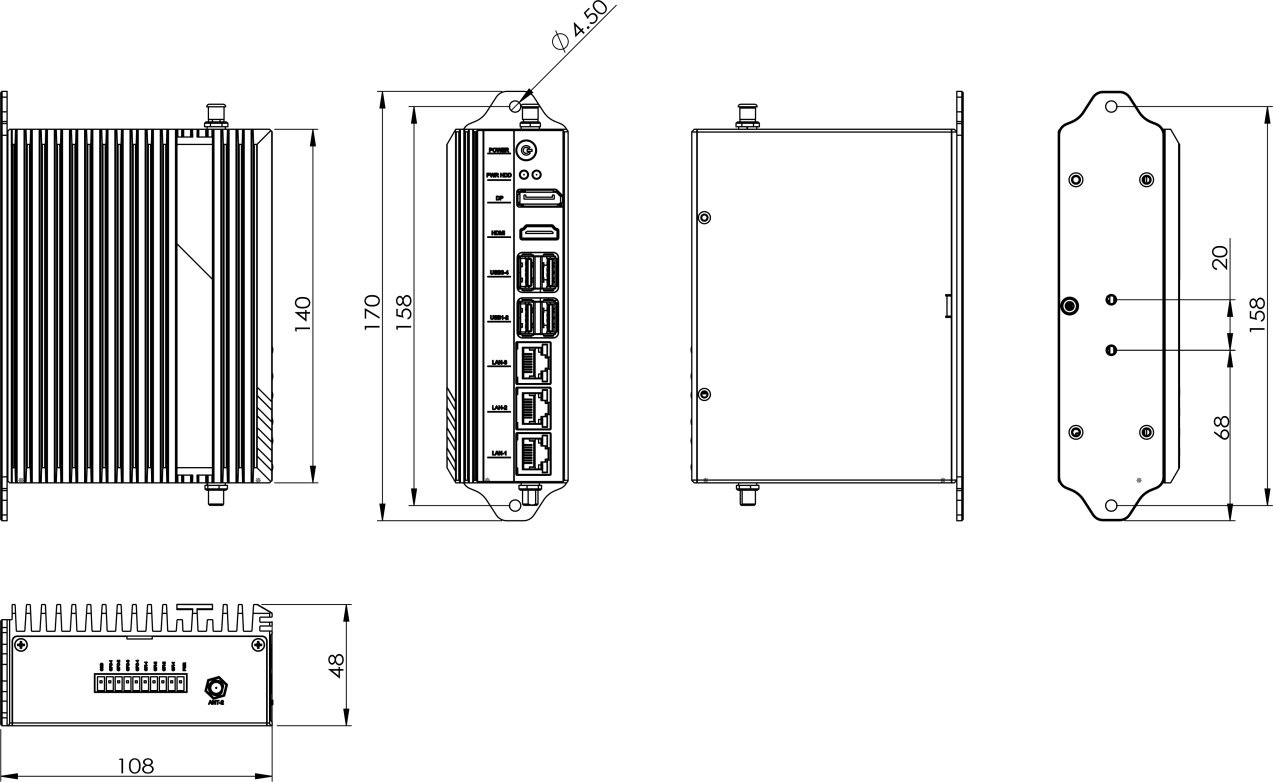 ⌀ 4.50
140
170
158
POWER
PWR HDD
DP
HDMI
USB3-4
USB1-2
LAN-3
LAN-2
LAN-1
20
158
68
48
ANT-2
108